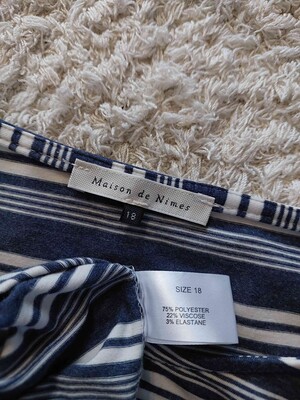 Maison de Nimes
18
SIZE 18
75% POLYESTER
22% VISCOSE
3% ELASTANE